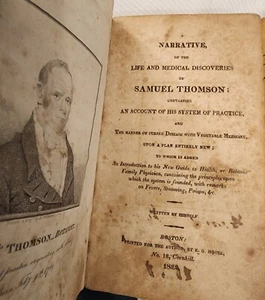 THOMSON, BOTANIST
A
NARRATIVE,
OF THE
LIFE AND MEDICAL DISCOVERIES
OF
SAMUEL THOMSON;
CONTAINING
AN ACCOUNT OF HIS SYSTEM OF PRACTICE,
AND
THE MANNER OF CURING DISEASE WITH VEGETABLE MEDICINE,
UPON A PLAN ENTIRELY NEW;
TO WHICH IS ADDED
An Introduction to his New Guide to Health, or Botanic
Family Physician, containing the principles upon
which the system is founded, with remarks
on Fevers, Steaming, Poison, &c.
WRITTEN BY HIMSELF.
BOSTON:
PRINTED FOR THE AUTHOR, BY E. G. HOUSE,
No. 18, Cornhill.